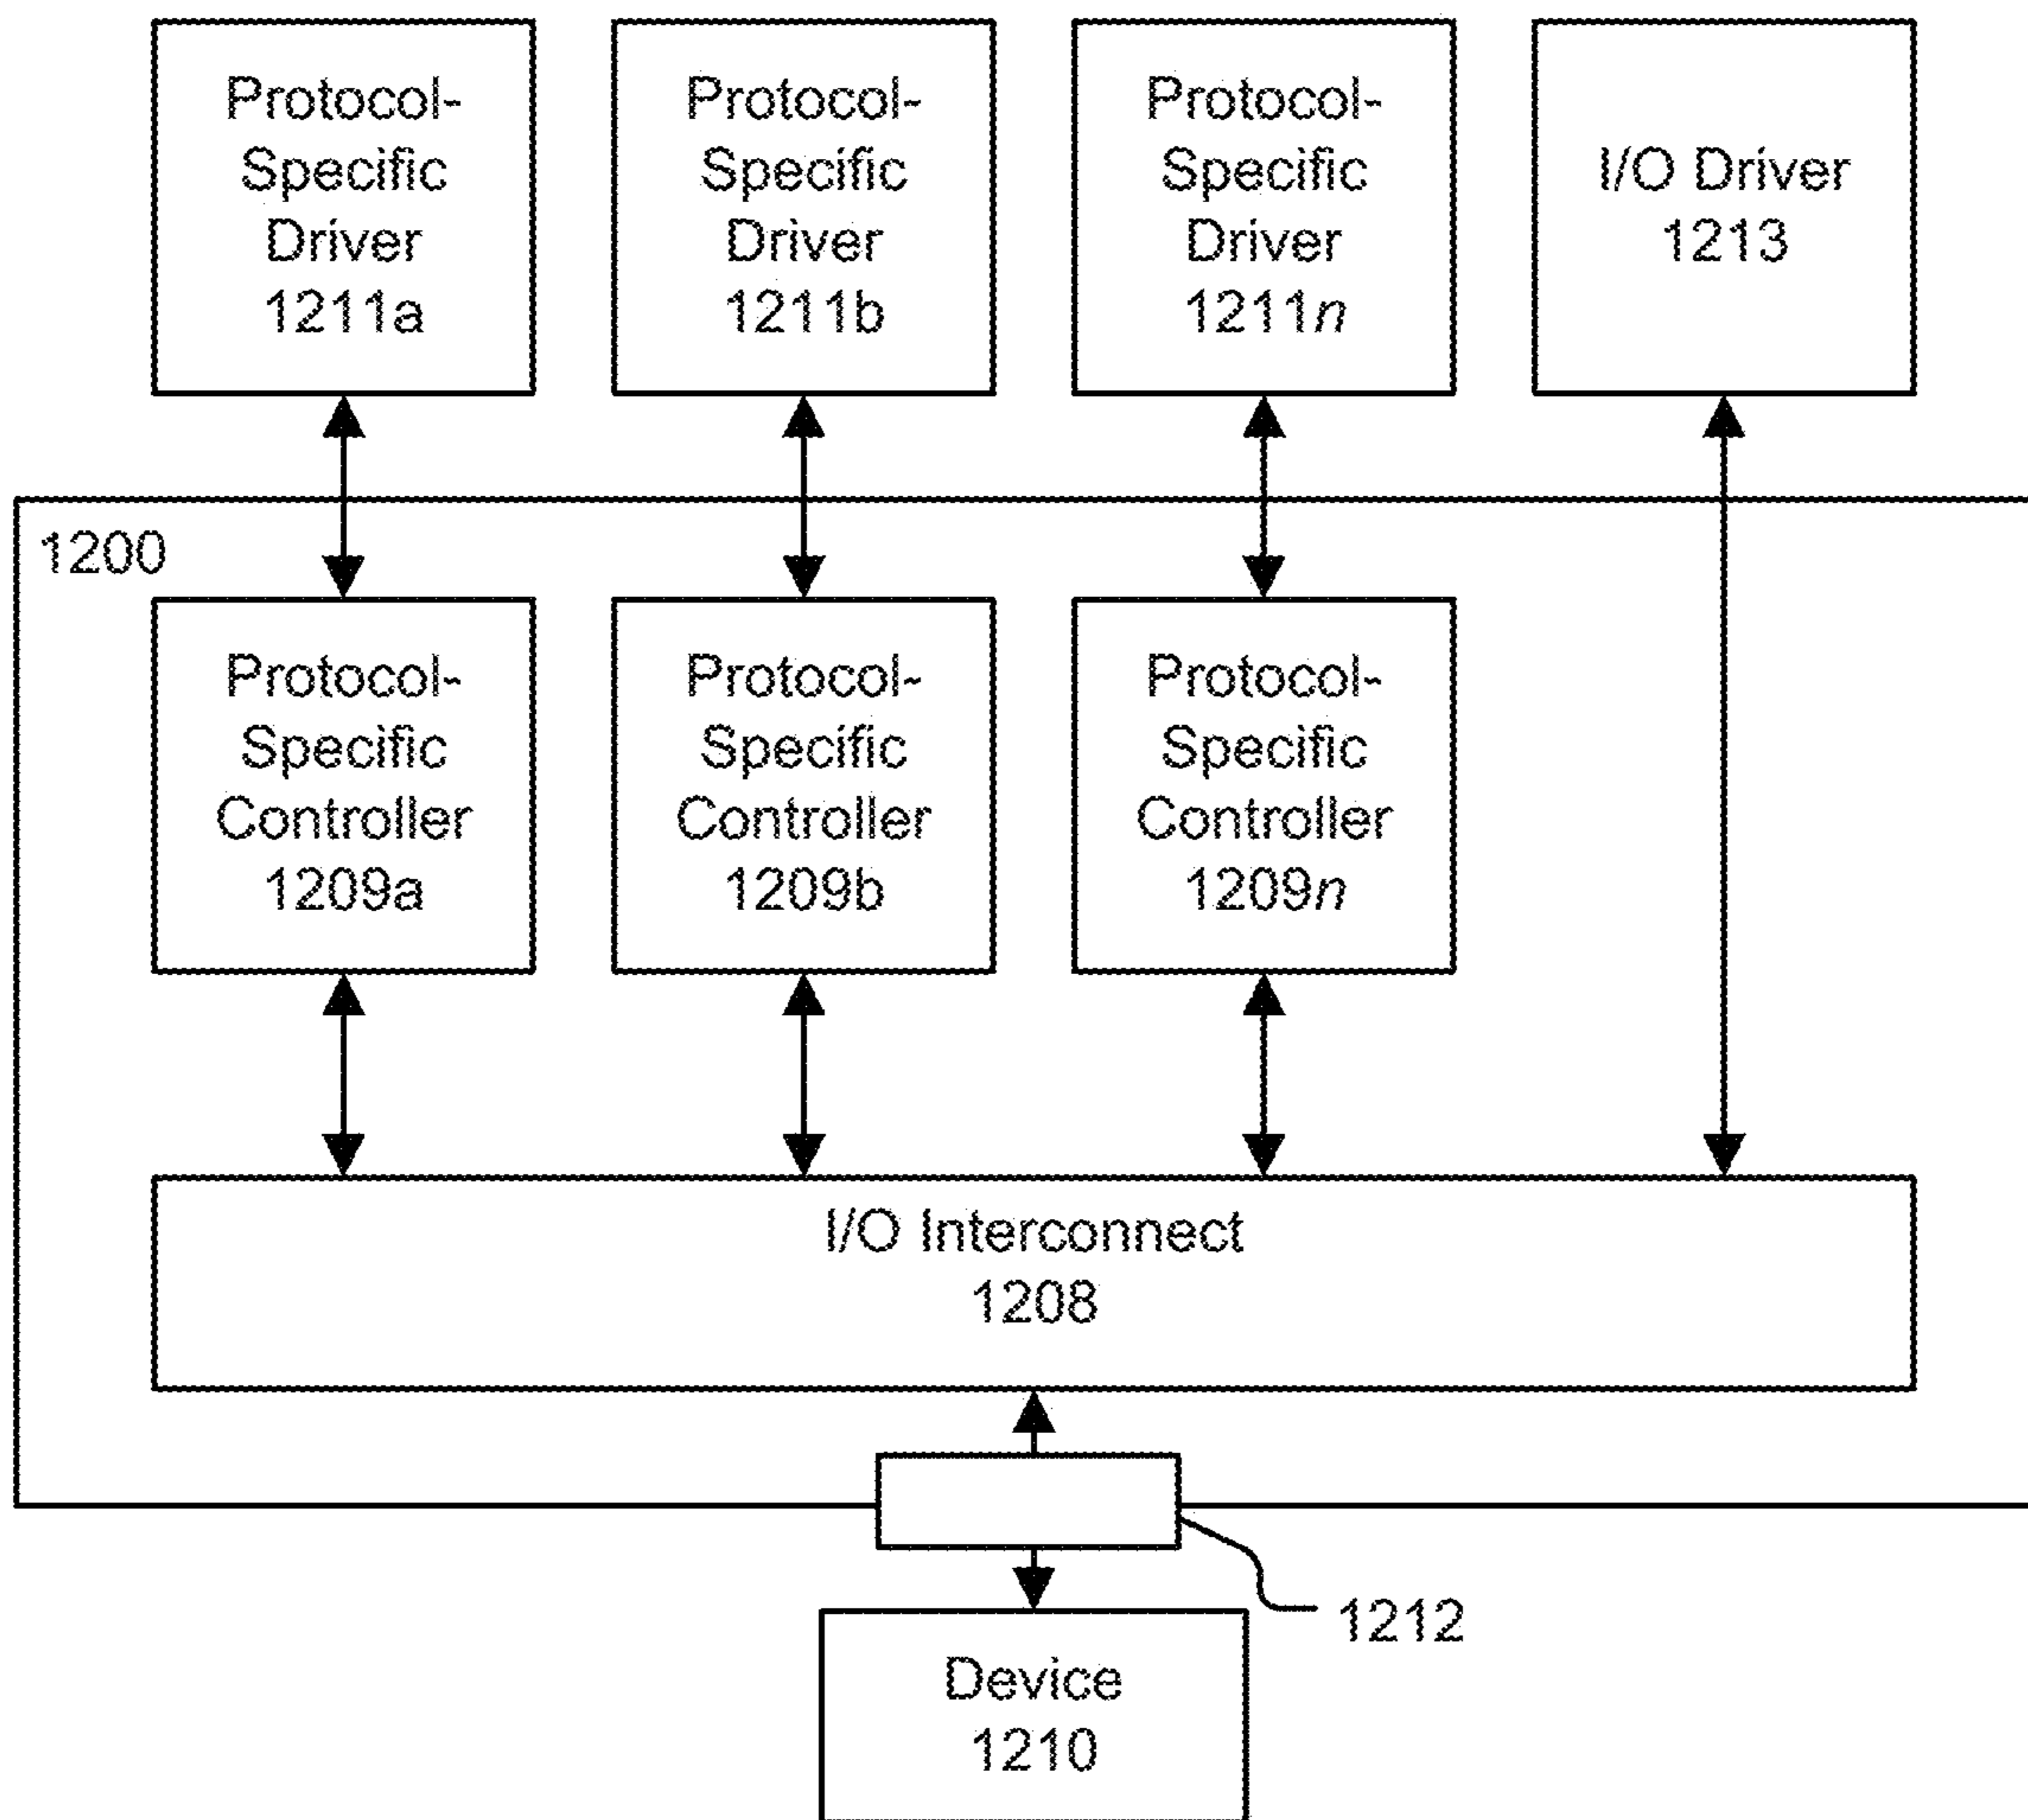 Protocol-
Specific
Driver
1211a
Protocol-
Specific
Driver
1211b
Protocol-
Specific
Driver
1211n
I/O Driver
1213
1200
Protocol-
Specific
Controller
1209a
Protocol-
Specific
Controller
1209b
Protocol-
Specific
Controller
1209n
I/O Interconnect
1208
1212
Device
1210